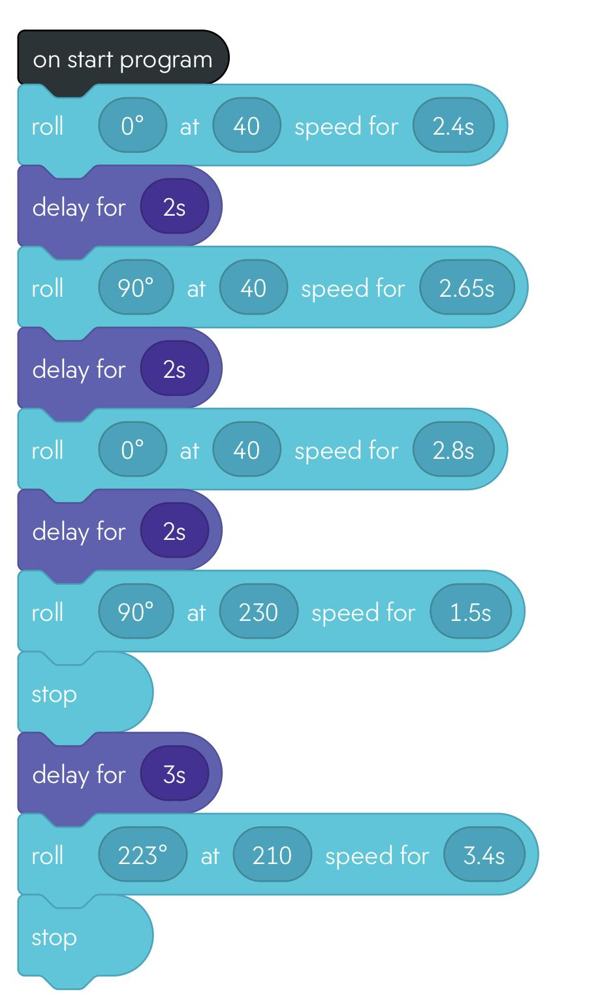 on start program
roll 0° at 40 speed for 2.4s
delay for 2s
roll 90° at 40 speed for 2.65s
delay for 2s
roll 0° at 40 speed for 2.8s
delay for 2s
roll 90° at 230 speed for 1.5s
stop
delay for 3s
roll 223° at 210 speed for 3.4s
stop